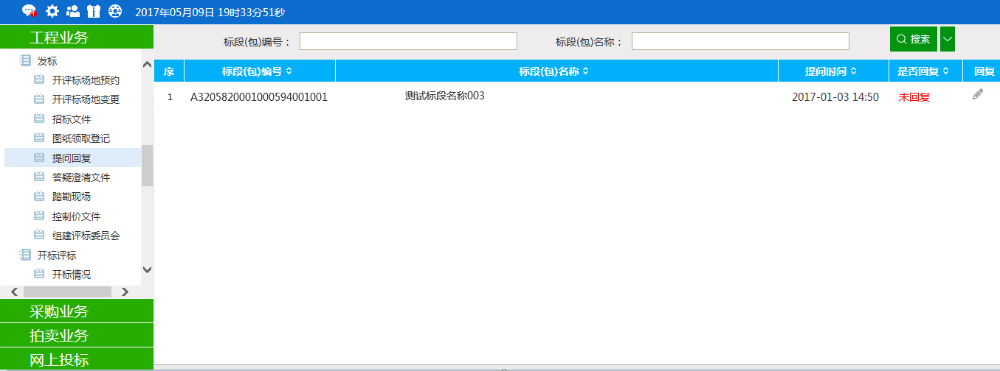 2017年05月09日 19时33分51秒
工程业务
发标
开评标场地预约
开评标场地变更
招标文件
图纸领取登记
提问回复
答疑澄清文件
踏勘现场
控制价文件
组建评标委员会
开标评标
开标情况
采购业务
拍卖业务
网上投标
标段(包)编号： 标段(包)名称： 搜索
序 标段(包)编号 标段(包)名称 提问时间 是否回复 回复
1 A3205820001000594001001 测试标段名称003 2017-01-03 14:50 未回复